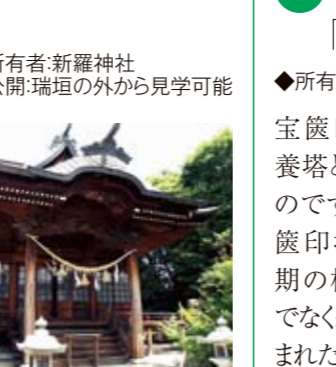 所有者:新羅神社
公開:瑞垣の外から見学可能
「
◆所有
宝篋
養塔と
のです
篋印
期の
でなく
まれた